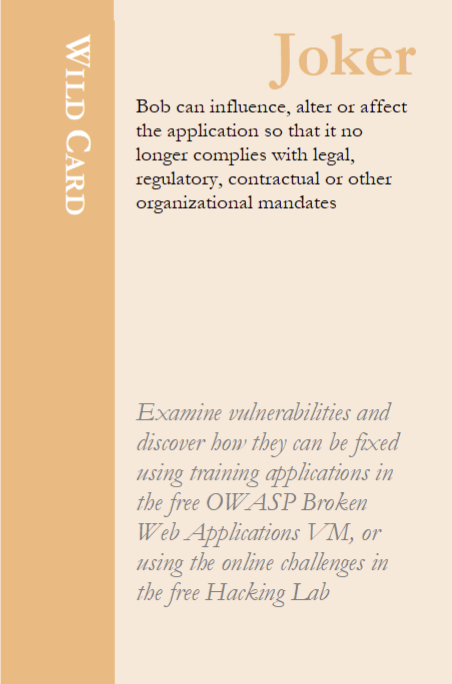 WILD CARD
Joker
Bob can influence, alter or affect
the application so that it no
longer complies with legal,
regulatory, contractual or other
organizational mandates
Examine vulnerabilities and
discover how they can be fixed
using training applications in
the free OWASP Broken
Web Applications VM, or
using the online challenges in
the free Hacking Lab